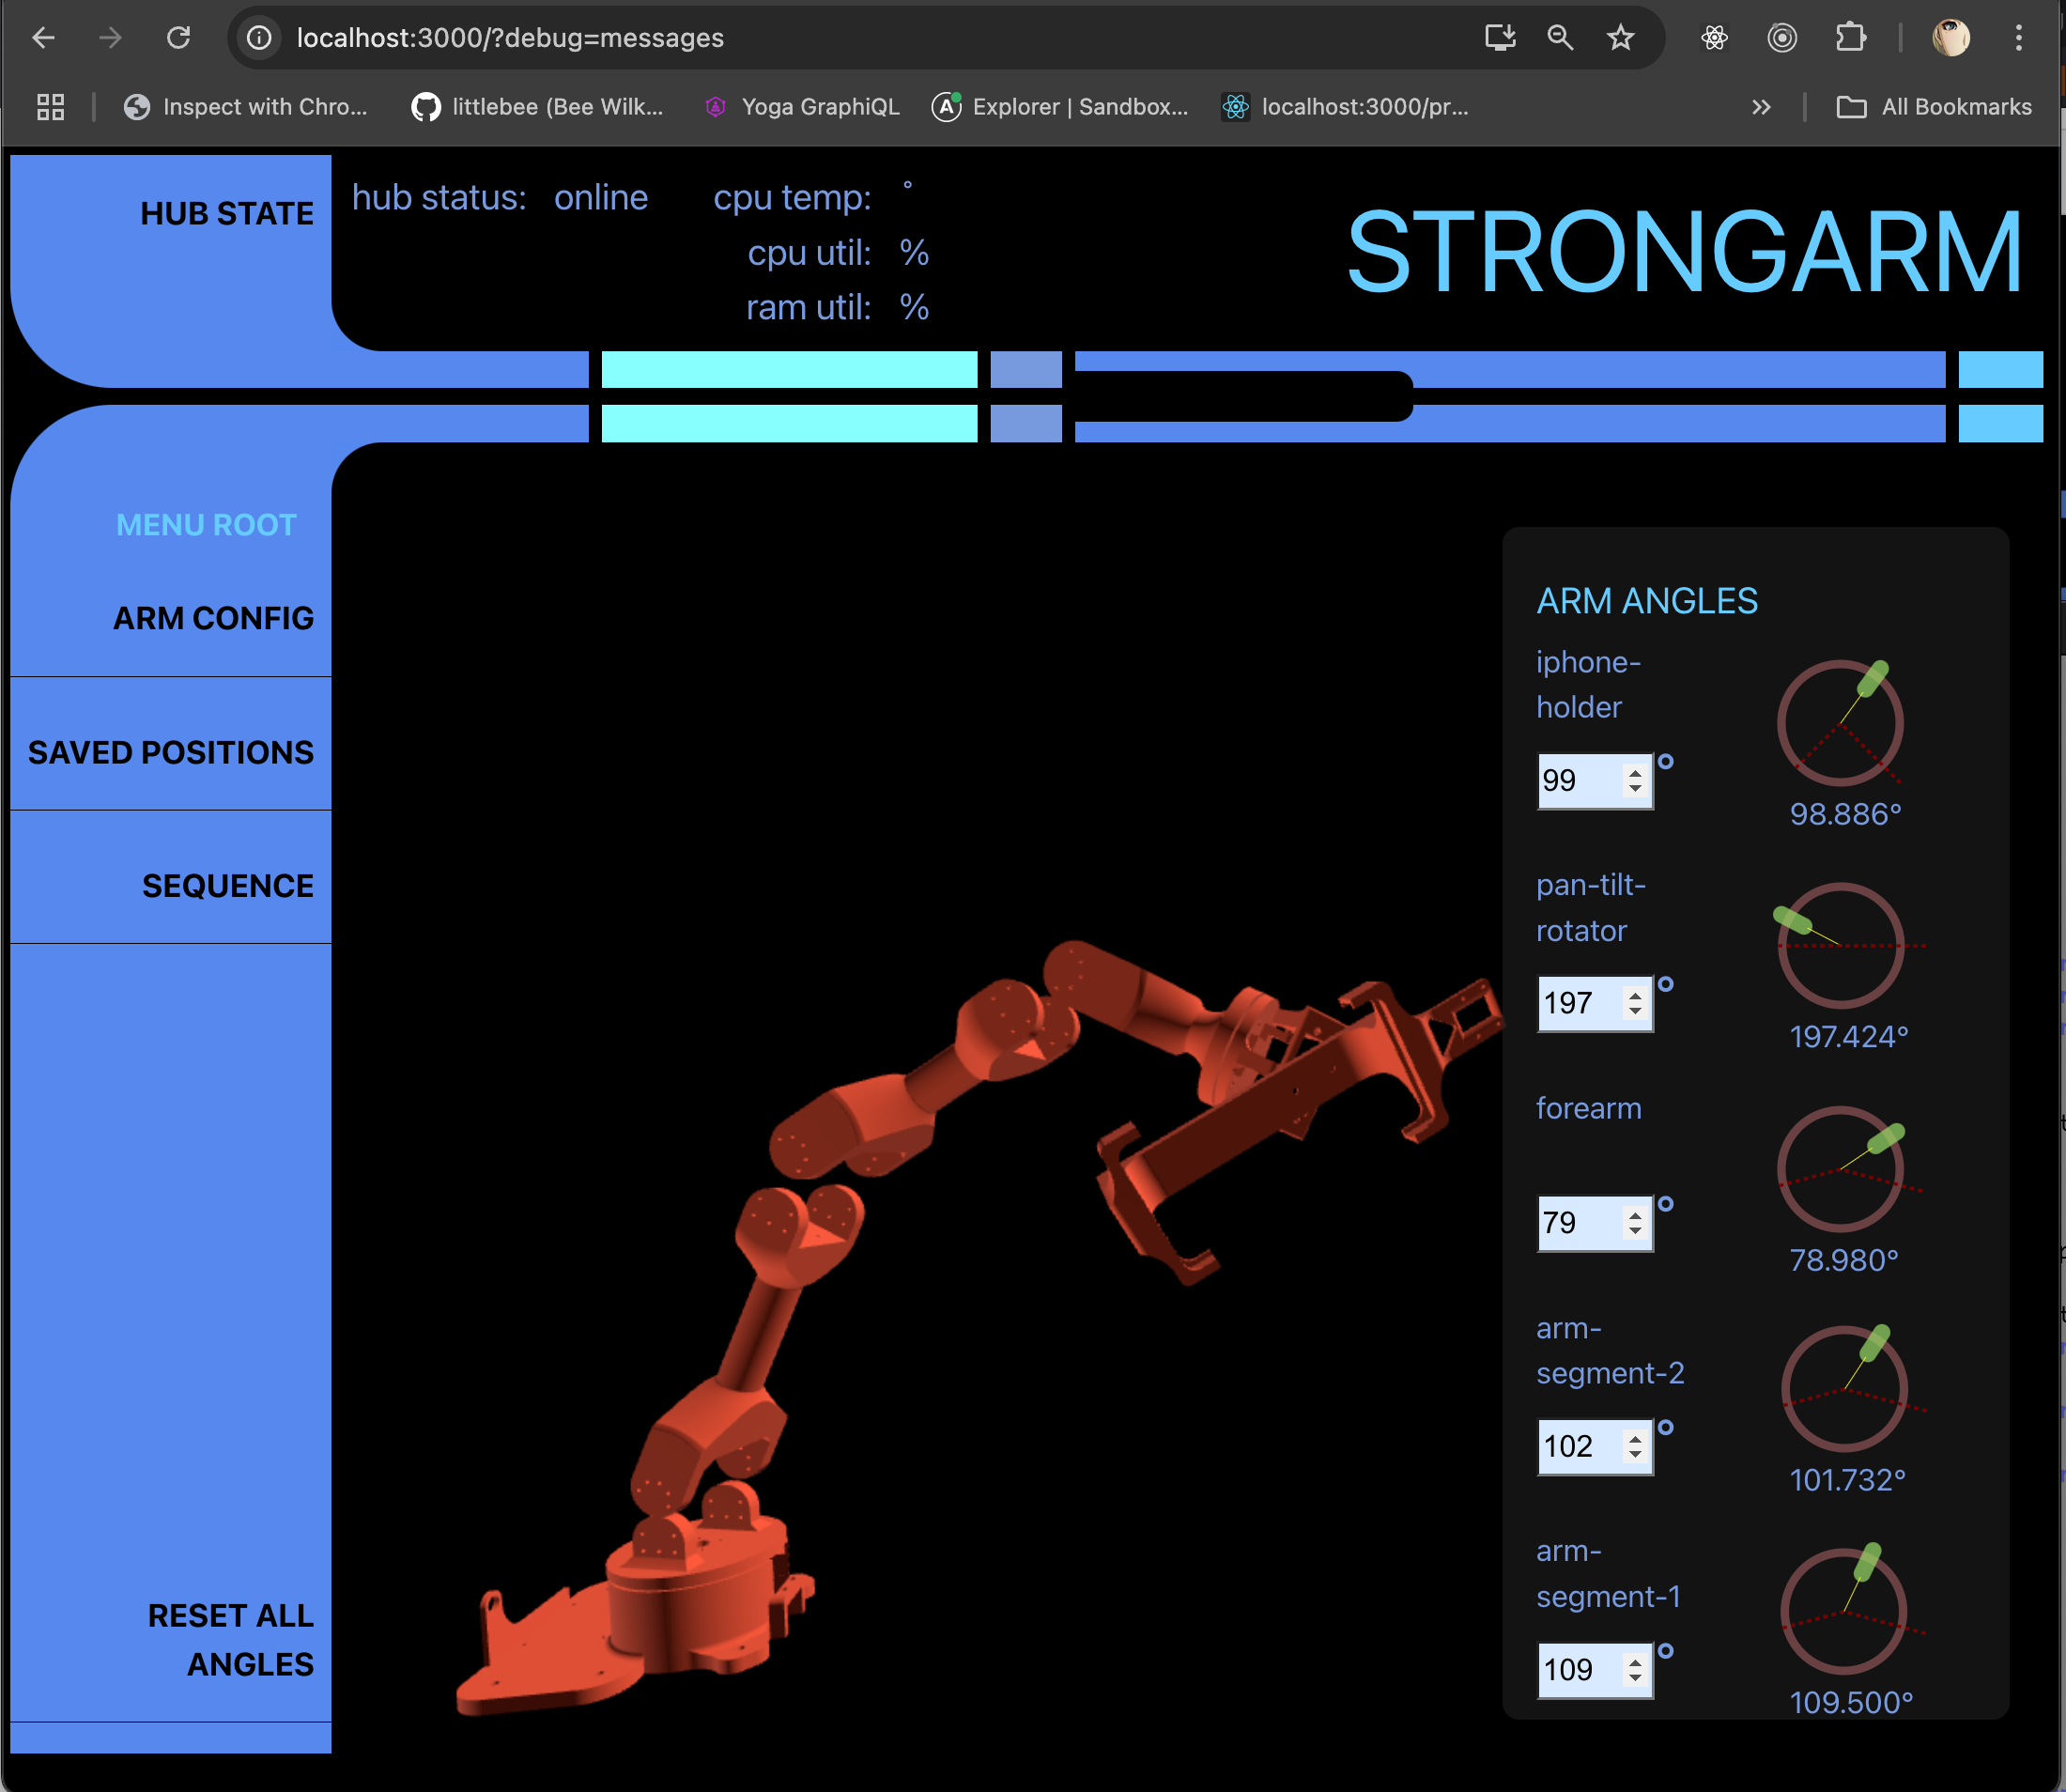 localhost:3000/?debug=messages
Inspect with Chro... littlebee (Bee Wilk... Yoga GraphiQL Explorer | Sandbox... localhost:3000/pr... All Bookmarks
HUB STATE
hub status: online cpu temp: °
cpu util: %
ram util: %
STRONGARM
MENU ROOT
ARM CONFIG
SAVED POSITIONS
SEQUENCE
RESET ALL
ANGLES
ARM ANGLES
iphone-
holder
99 °
98.886°
pan-tilt-
rotator
197 °
197.424°
forearm
79 °
78.980°
arm-
segment-2
102 °
101.732°
arm-
segment-1
109 °
109.500°